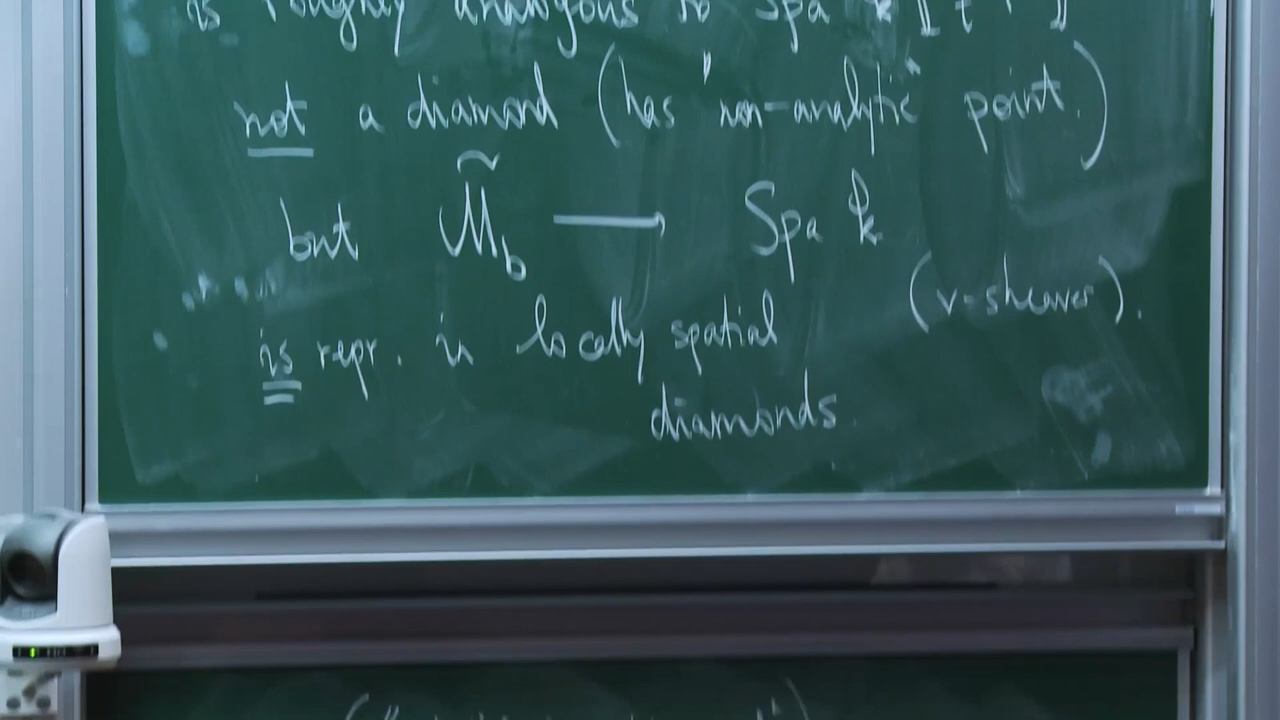 is roughly analogous to Spa k⟦t
not a diamond (has non-analytic point.)
but M̃_b ⟶ Spa k
(v-sheaves).
is repr. in locally spatial
diamonds.